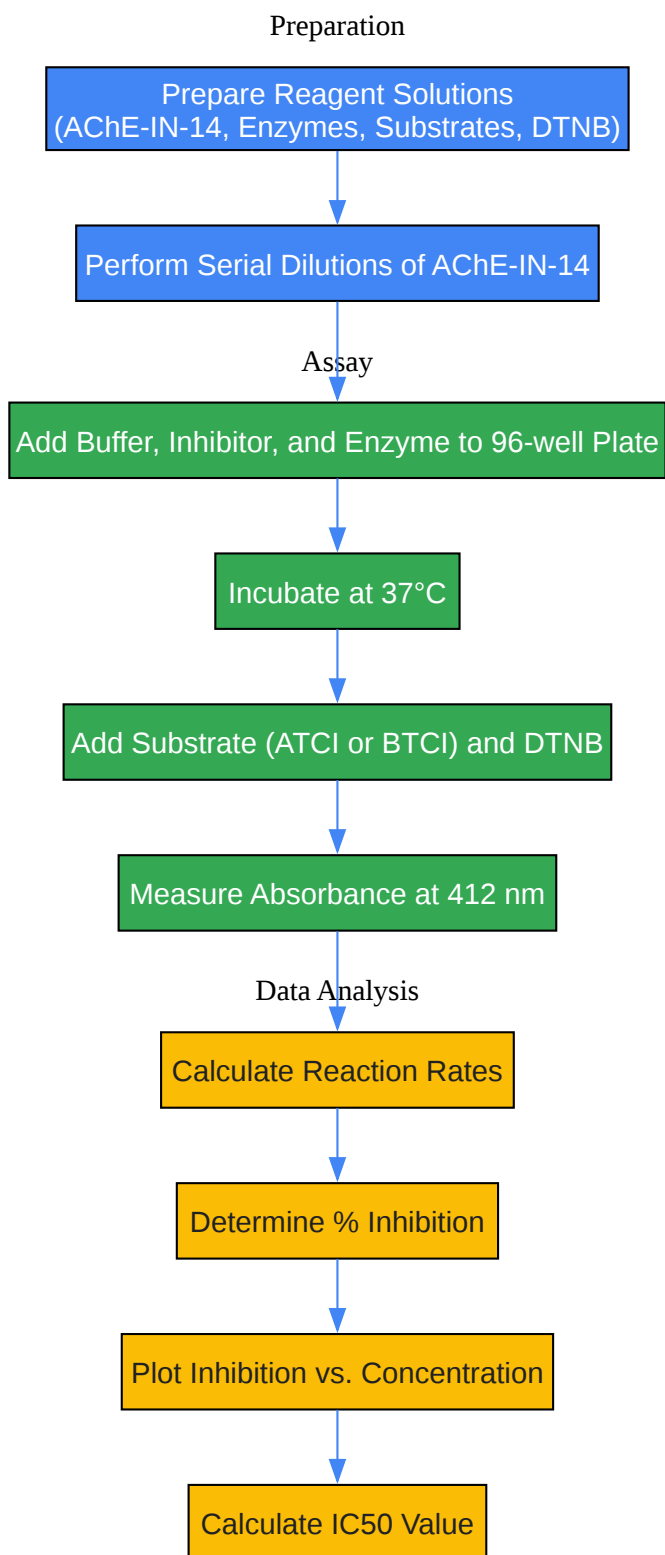 Preparation
Prepare Reagent Solutions
(AChE-IN-14, Enzymes, Substrates, DTNB)
Perform Serial Dilutions of AChE-IN-14
Assay
Add Buffer, Inhibitor, and Enzyme to 96-well Plate
Incubate at 37°C
Add Substrate (ATCI or BTCI) and DTNB
Measure Absorbance at 412 nm
Data Analysis
Calculate Reaction Rates
Determine % Inhibition
Plot Inhibition vs. Concentration
Calculate IC50 Value